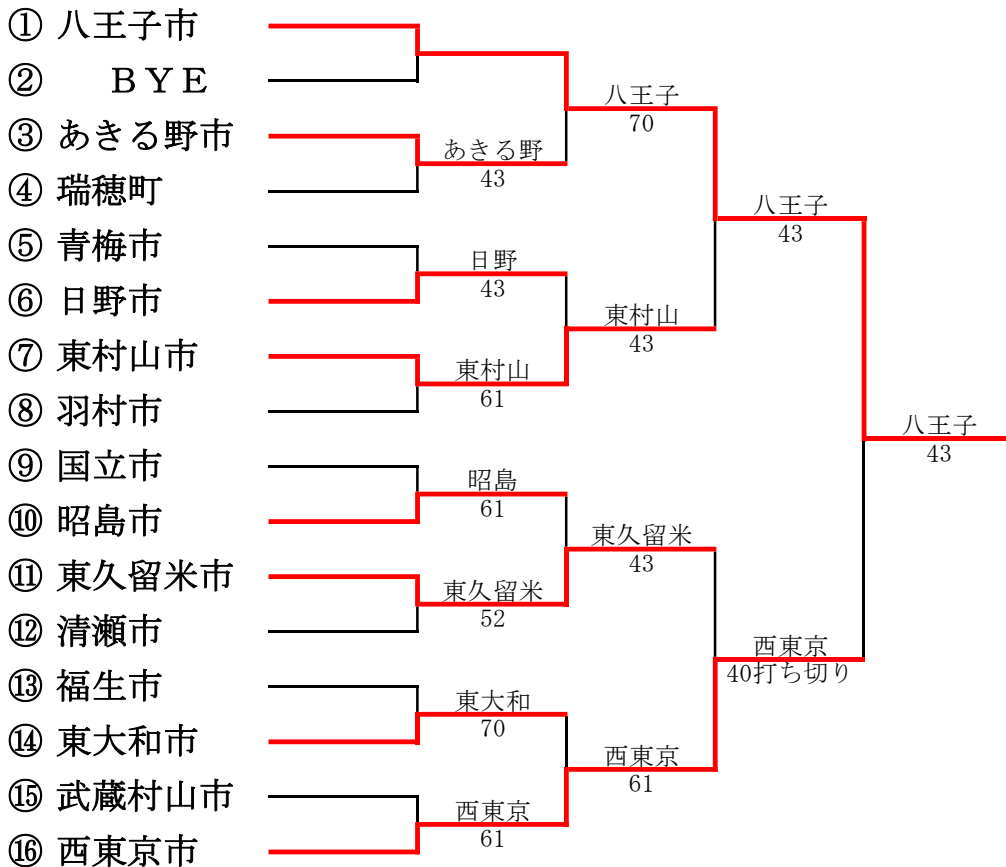 ① 八王子市
② ＢＹＥ
③ あきる野市
④ 瑞穂町
⑤ 青梅市
⑥ 日野市
⑦ 東村山市
⑧ 羽村市
⑨ 国立市
⑩ 昭島市
⑪ 東久留米市
⑫ 清瀬市
⑬ 福生市
⑭ 東大和市
⑮ 武蔵村山市
⑯ 西東京市
あきる野
43
日野
43
東村山
61
昭島
61
東久留米
52
東大和
70
西東京
61
八王子
70
東村山
43
東久留米
43
西東京
61
八王子
43
西東京
40打ち切り
八王子
43